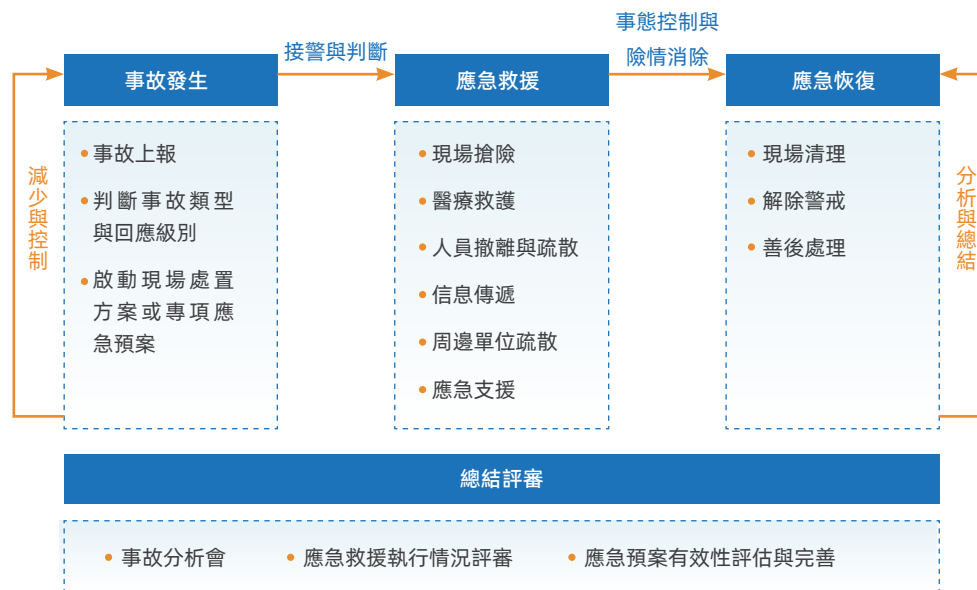 事故發生
接警與判斷
應急救援
事態控制與
險情消除
應急恢復
減少與控制
事故上報
判斷事故類型
與回應級別
啟動現場處置
方案或專項應
急預案
現場搶險
醫療救護
人員撤離與疏散
信息傳遞
周邊單位疏散
應急支援
現場清理
解除警戒
善後處理
分析與總結
總結評審
事故分析會
應急救援執行情況評審
應急預案有效性評估與完善